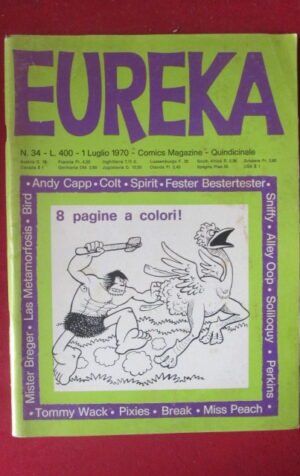 EUREKA
N. 34 - L. 400 - 1 Luglio 1970 - Comics Magazine - Quindicinale
• Andy Capp • Colt • Spirit • Fester Bestertester •
Mister Breger • Las Metamorfosis • Bird
8 pagine a colori!
Sniffy • Alley Oop • Soliloquy • Perkins
• Tommy Wack • Pixies • Break • Miss Peach •